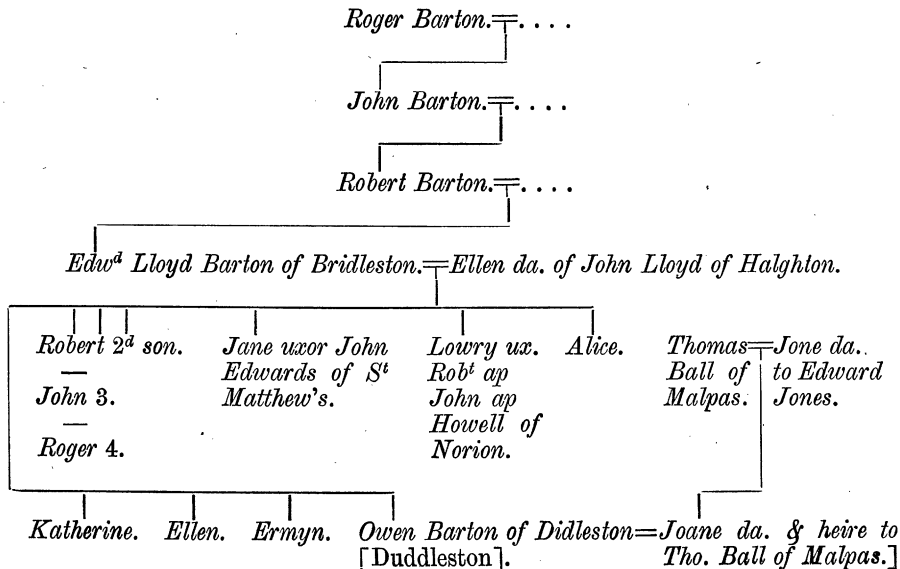 Roger Barton.=. . . .
John Barton.=. . . .
Robert Barton.=. . . .
Edwᵈ Lloyd Barton of Bridleston.=Ellen da. of John Lloyd of Halghton.
Robert 2ᵈ son.
—
John 3.
—
Roger 4.
Jane uxor John
Edwards of Sᵗ
Matthew's.
Lowry ux.
Robᵗ ap
John ap
Howell of
Norion.
Alice.
Thomas=Jone da.
Ball of to Edward
Malpas. Jones.
Katherine. Ellen. Ermyn. Owen Barton of Didleston=Joane da. & heire to
[Duddleston]. Tho. Ball of Malpas.]